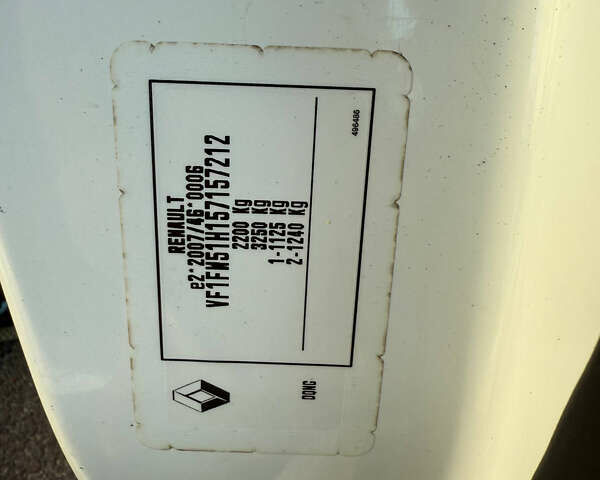 RENAULT
e2*2007/46*0006
VF1FW51H157157212
2200 Kg
3250 Kg
1-1125 Kg
2-1240 Kg
496486
DONG